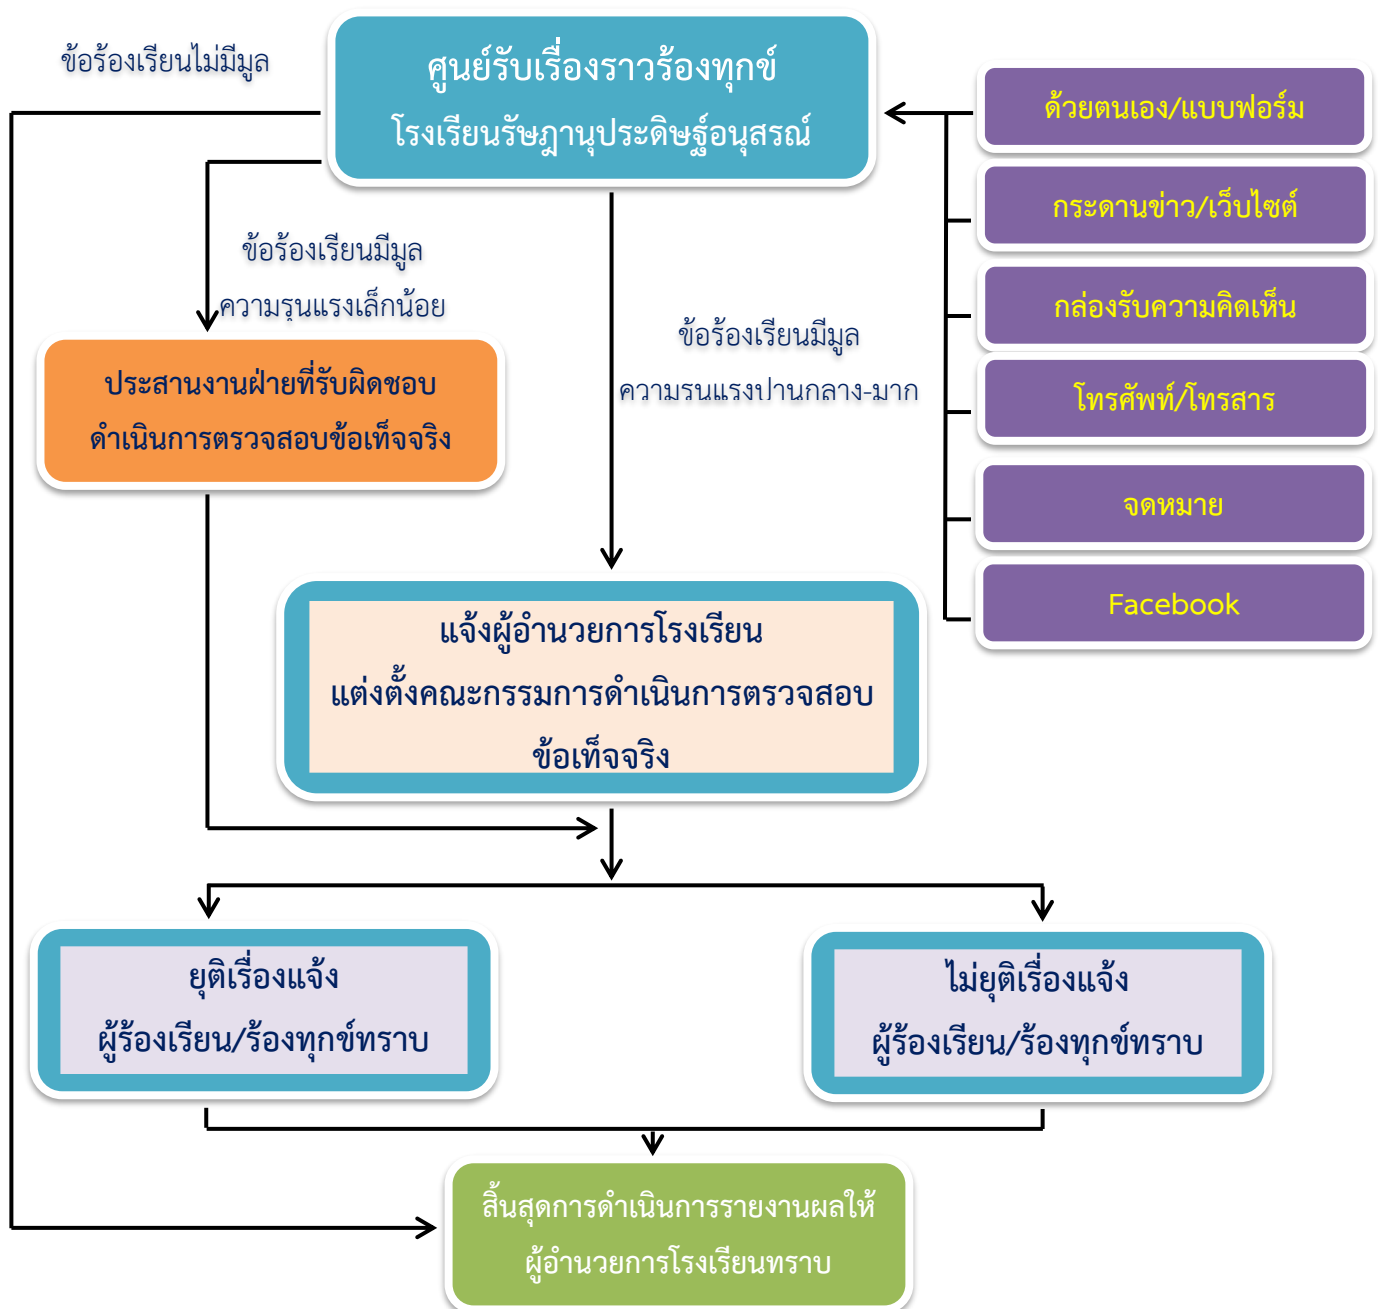 ข้อร้องเรียนไม่มีมูล
ศูนย์รับเรื่องราวร้องทุกข์
โรงเรียนรัษฎานุประดิษฐ์อนุสรณ์
ด้วยตนเอง/แบบฟอร์ม
กระดานข่าว/เว็บไซต์
กล่องรับความคิดเห็น
โทรศัพท์/โทรสาร
จดหมาย
Facebook
ข้อร้องเรียนมีมูล
ความรุนแรงเล็กน้อย
ข้อร้องเรียนมีมูล
ความรุนแรงปานกลาง-มาก
ประสานงานฝ่ายที่รับผิดชอบ
ดำเนินการตรวจสอบข้อเท็จจริง
แจ้งผู้อำนวยการโรงเรียน
แต่งตั้งคณะกรรมการดำเนินการตรวจสอบ
ข้อเท็จจริง
ยุติเรื่องแจ้ง
ผู้ร้องเรียน/ร้องทุกข์ทราบ
ไม่ยุติเรื่องแจ้ง
ผู้ร้องเรียน/ร้องทุกข์ทราบ
สิ้นสุดการดำเนินการรายงานผลให้
ผู้อำนวยการโรงเรียนทราบ